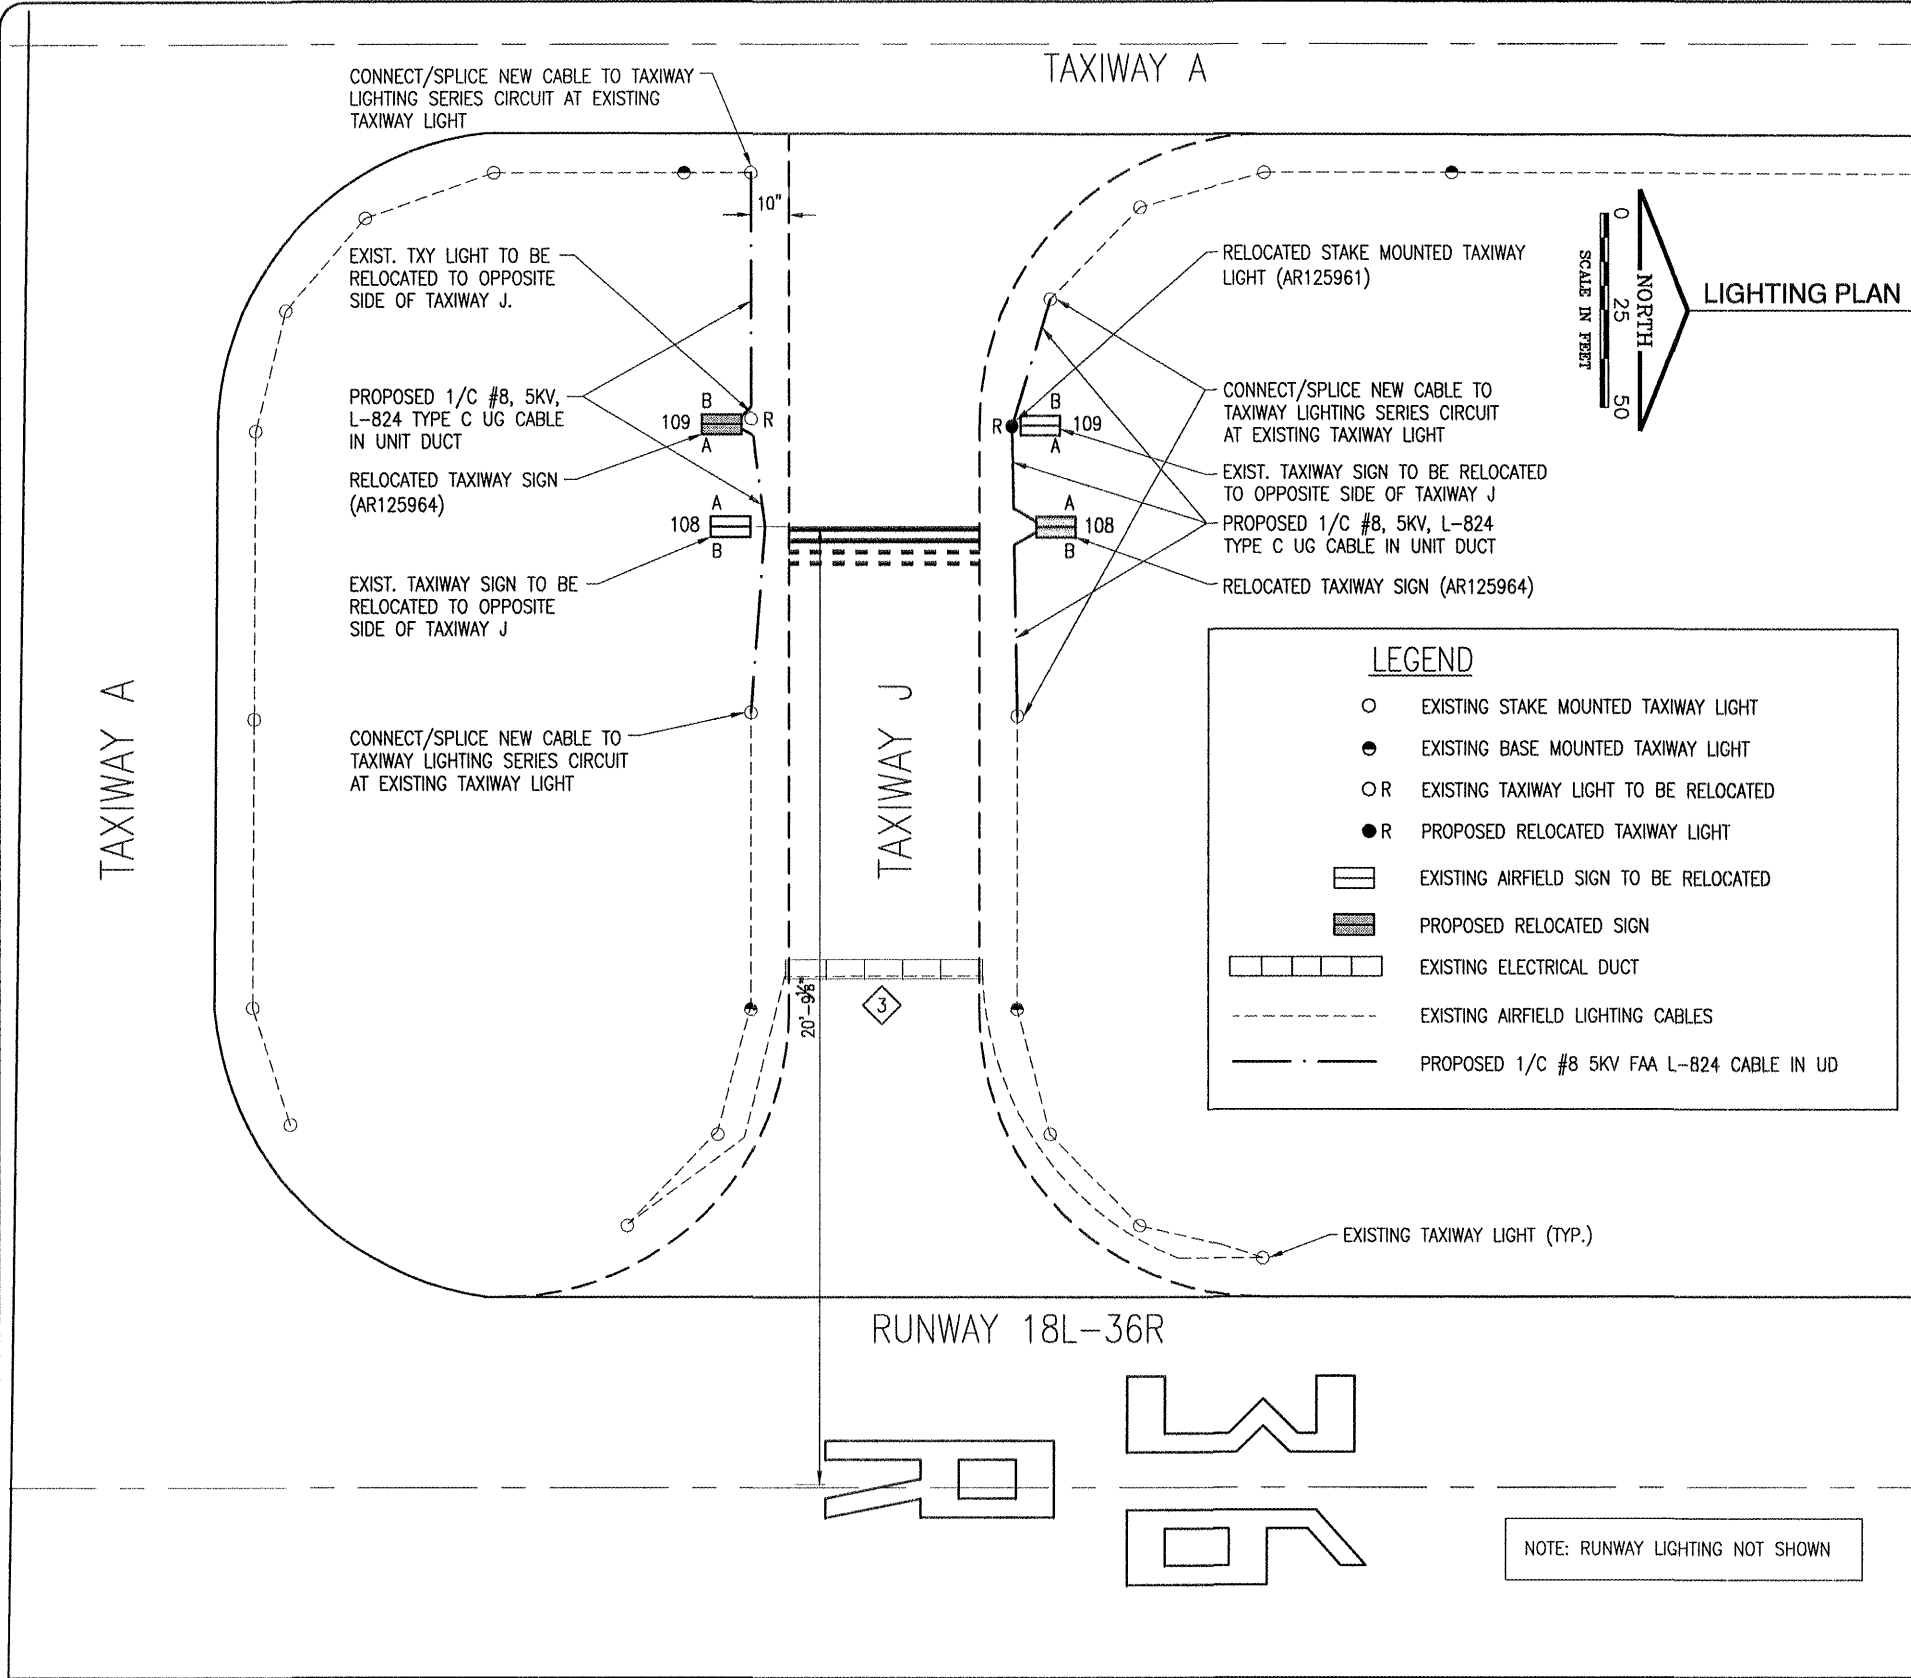 TAXIWAY A
CONNECT/SPLICE NEW CABLE TO TAXIWAY
LIGHTING SERIES CIRCUIT AT EXISTING
TAXIWAY LIGHT
10"
EXIST. TXY LIGHT TO BE
RELOCATED TO OPPOSITE
SIDE OF TAXIWAY J.
PROPOSED 1/C #8, 5KV,
L-824 TYPE C UG CABLE
IN UNIT DUCT
RELOCATED TAXIWAY SIGN
(AR125964)
B
109
A
R
A
108
B
EXIST. TAXIWAY SIGN TO BE
RELOCATED TO OPPOSITE
SIDE OF TAXIWAY J
CONNECT/SPLICE NEW CABLE TO
TAXIWAY LIGHTING SERIES CIRCUIT
AT EXISTING TAXIWAY LIGHT
TAXIWAY A
TAXIWAY J
RELOCATED STAKE MOUNTED TAXIWAY
LIGHT (AR125961)
CONNECT/SPLICE NEW CABLE TO
TAXIWAY LIGHTING SERIES CIRCUIT
AT EXISTING TAXIWAY LIGHT
R
B
109
A
EXIST. TAXIWAY SIGN TO BE RELOCATED
TO OPPOSITE SIDE OF TAXIWAY J
A
108
B
PROPOSED 1/C #8, 5KV, L-824
TYPE C UG CABLE IN UNIT DUCT
RELOCATED TAXIWAY SIGN (AR125964)
0 25 50
SCALE IN FEET
NORTH
LIGHTING PLAN
LEGEND
EXISTING STAKE MOUNTED TAXIWAY LIGHT
EXISTING BASE MOUNTED TAXIWAY LIGHT
R EXISTING TAXIWAY LIGHT TO BE RELOCATED
R PROPOSED RELOCATED TAXIWAY LIGHT
EXISTING AIRFIELD SIGN TO BE RELOCATED
PROPOSED RELOCATED SIGN
EXISTING ELECTRICAL DUCT
EXISTING AIRFIELD LIGHTING CABLES
PROPOSED 1/C #8 5KV FAA L-824 CABLE IN UD
3
EXISTING TAXIWAY LIGHT (TYP.)
RUNWAY 18L-36R
36
R
NOTE: RUNWAY LIGHTING NOT SHOWN